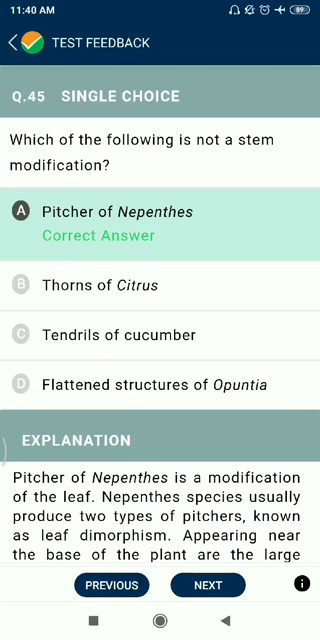 11:40 AM
89
TEST FEEDBACK
Q.45 SINGLE CHOICE
Which of the following is not a stem
modification?
A Pitcher of Nepenthes
Correct Answer
B Thorns of Citrus
C Tendrils of cucumber
D Flattened structures of Opuntia
EXPLANATION
Pitcher of Nepenthes is a modification
of the leaf. Nepenthes species usually
produce two types of pitchers, known
as leaf dimorphism. Appearing near
the base of the plant are the large
PREVIOUS NEXT